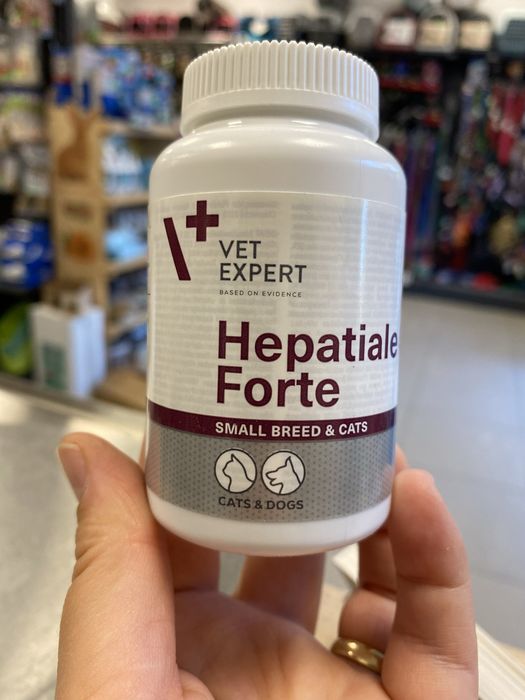 VET
EXPERT
BASED ON EVIDENCE
Hepatiale
Forte
SMALL BREED & CATS
CATS & DOGS